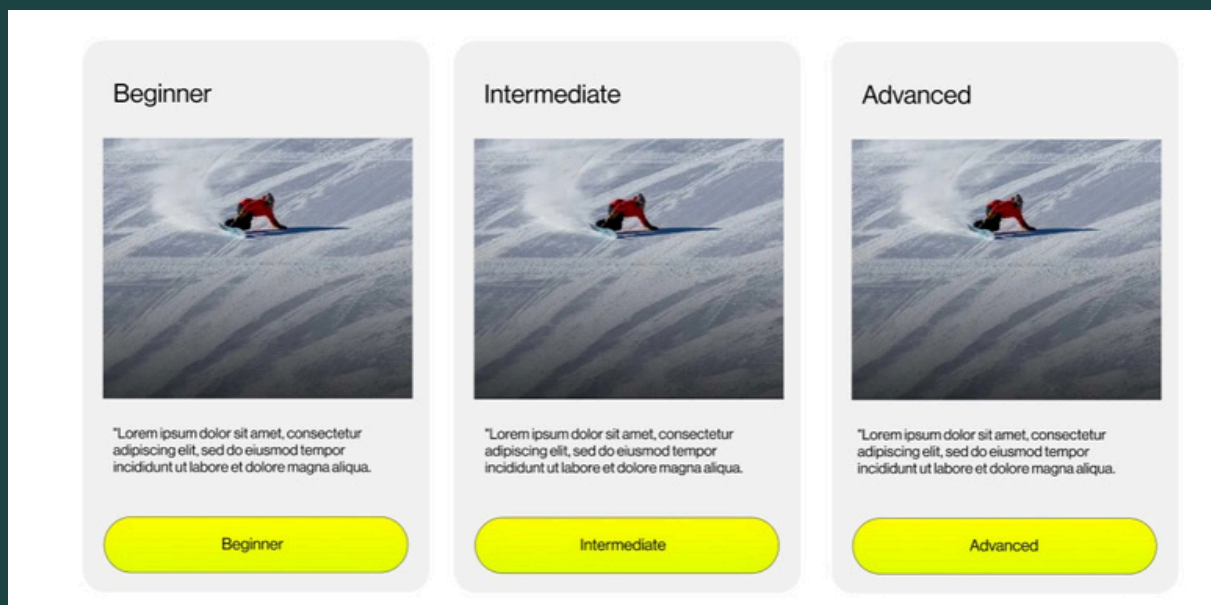 Beginner
"Lorem ipsum dolor sit amet, consectetur
adipiscing elit, sed do eiusmod tempor
incididunt ut labore et dolore magna aliqua.
Beginner
Intermediate
"Lorem ipsum dolor sit amet, consectetur
adipiscing elit, sed do eiusmod tempor
incididunt ut labore et dolore magna aliqua.
Intermediate
Advanced
"Lorem ipsum dolor sit amet, consectetur
adipiscing elit, sed do eiusmod tempor
incididunt ut labore et dolore magna aliqua.
Advanced